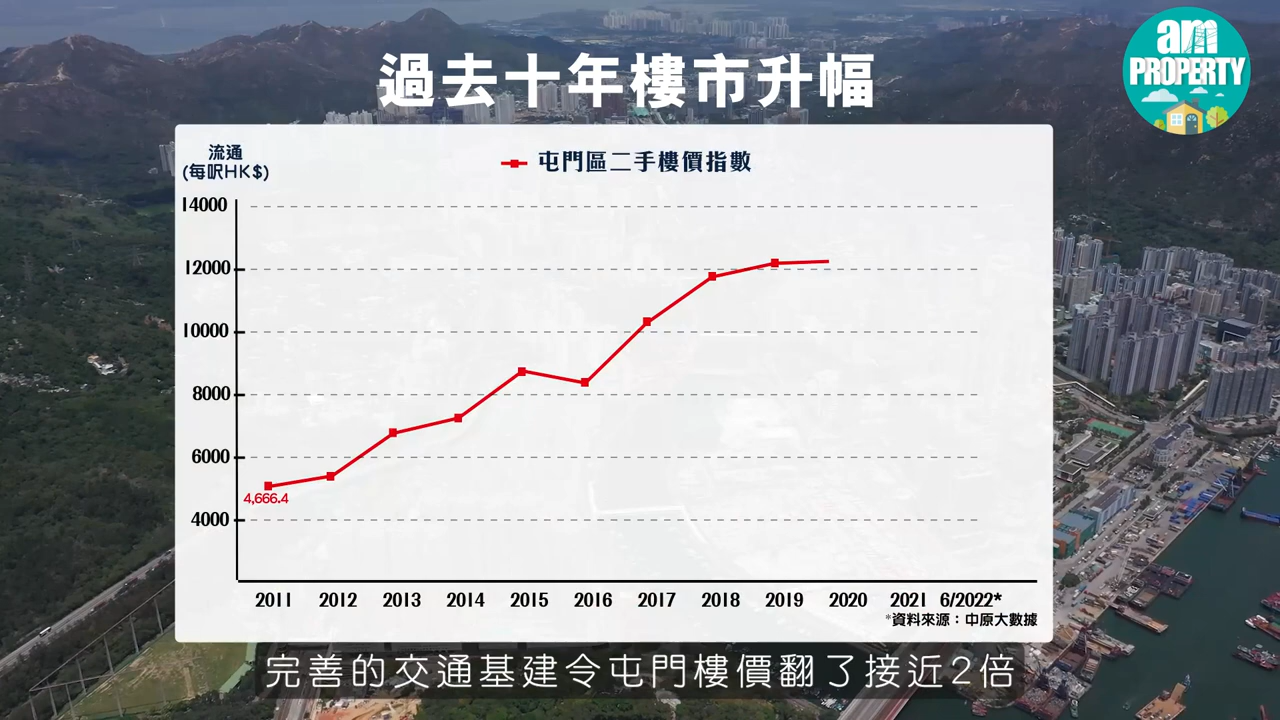 am
PROPERTY
過去十年樓市升幅
流通
(每呎HK$)
屯門區二手樓價指數
14000
12000
10000
8000
6000
4,666.4
4000
2011 2012 2013 2014 2015 2016 2017 2018 2019 2020 2021 6/2022*
*資料來源：中原大數據
完善的交通基建令屯門樓價翻了接近2倍